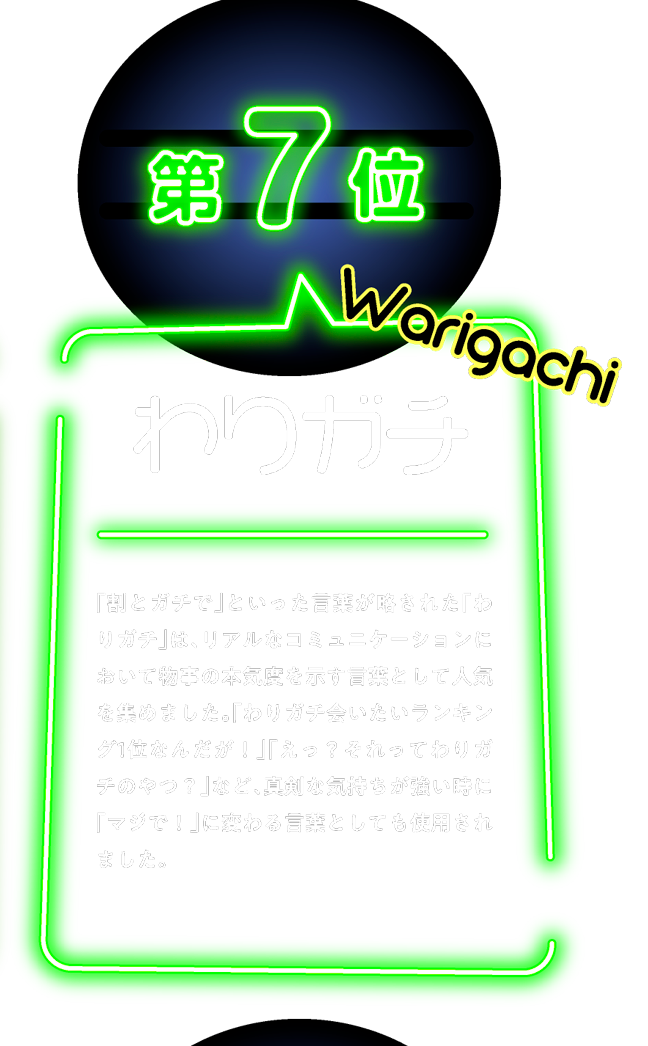 第7位
Warigachi
わりガチ
「割とガチで」といった言葉が略された「わ
りガチ」は、リアルなコミュニケーションに
おいて物事の本気度を示す言葉として人気
を集めました。「わりガチ会いたいランキン
グ1位なんだが！」「えっ？それってわりガ
チのやつ？」など、真剣な気持ちが強い時に
「マジで！」に変わる言葉としても使用され
ました。